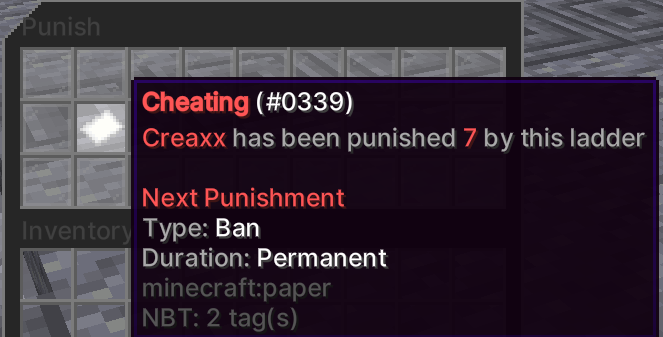 Punish
Cheating (#0339)
Creaxx has been punished 7 by this ladder
Next Punishment
Type: Ban
Inventory
Duration: Permanent
minecraft:paper
NBT: 2 tag(s)